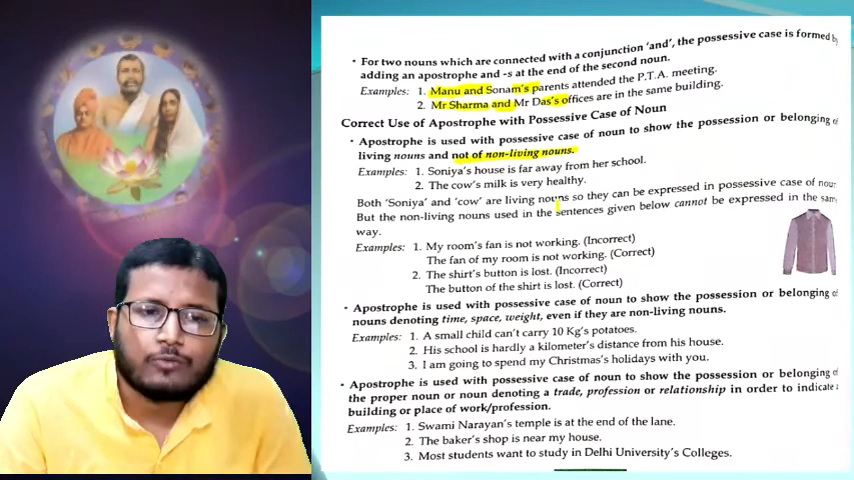 • For two nouns which are connected with a conjunction 'and', the possessive case is formed by
adding an apostrophe and -s at the end of the second noun.
Examples: 1. Manu and Sonam's parents attended the P.T.A. meeting.
2. Mr Sharma and Mr Das's offices are in the same building.
Correct Use of Apostrophe with Possessive Case of Noun
• Apostrophe is used with possessive case of noun to show the possession or belonging of
living nouns and not of non-living nouns.
Examples: 1. Soniya's house is far away from her school.
2. The cow's milk is very healthy.
Both 'Soniya' and 'cow' are living nouns so they can be expressed in possessive case of noun
But the non-living nouns used in the sentences given below cannot be expressed in the same
way.
Examples: 1. My room's fan is not working. (Incorrect)
The fan of my room is not working. (Correct)
2. The shirt's button is lost. (Incorrect)
The button of the shirt is lost. (Correct)
• Apostrophe is used with possessive case of noun to show the possession or belonging of
nouns denoting time, space, weight, even if they are non-living nouns.
Examples: 1. A small child can't carry 10 Kg's potatoes.
2. His school is hardly a kilometer's distance from his house.
3. I am going to spend my Christmas's holidays with you.
• Apostrophe is used with possessive case of noun to show the possession or belonging of
the proper noun or noun denoting a trade, profession or relationship in order to indicate a
building or place of work/profession.
Examples: 1. Swami Narayan's temple is at the end of the lane.
2. The baker's shop is near my house.
3. Most students want to study in Delhi University's Colleges.